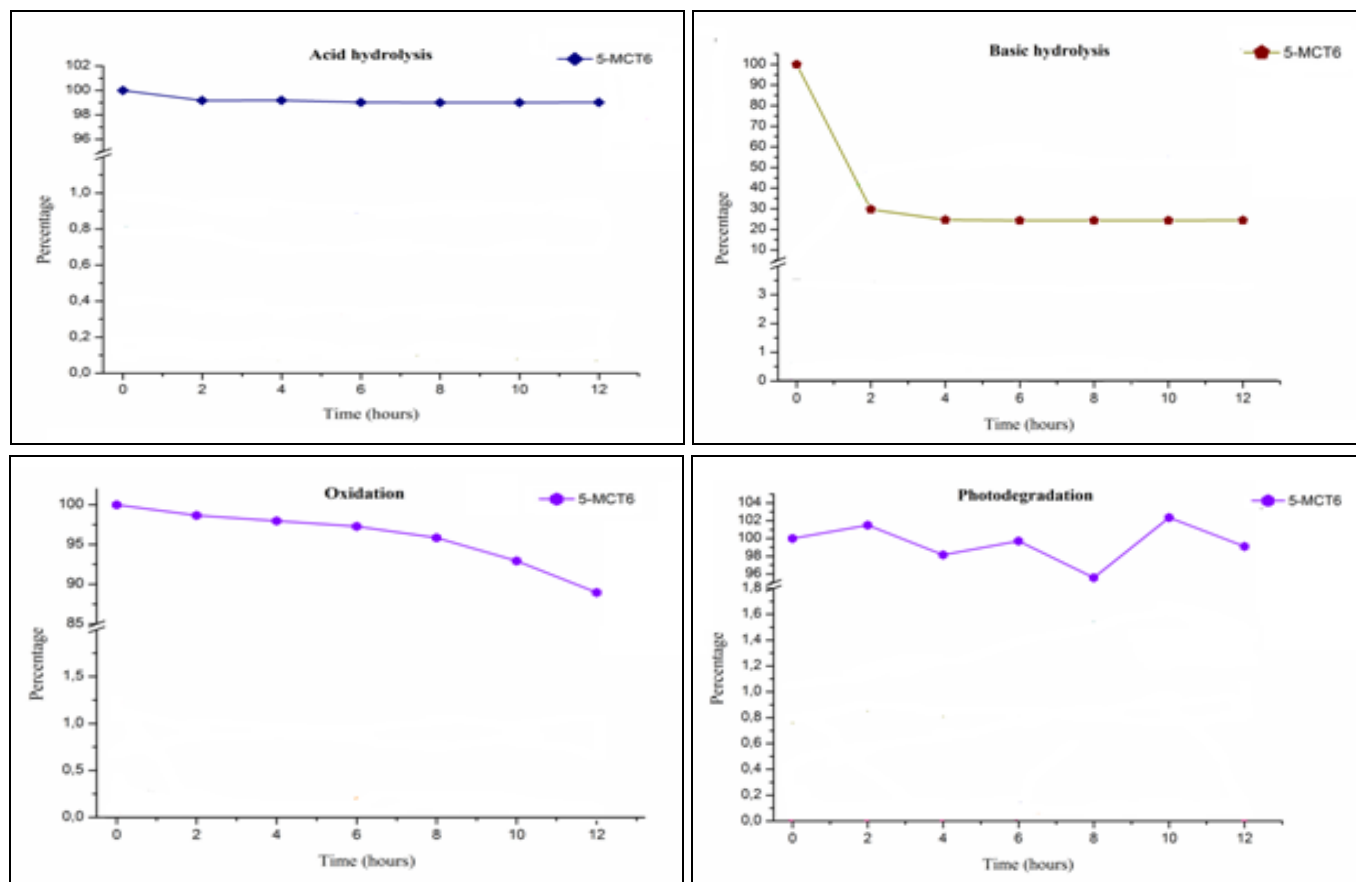 Acid hydrolysis
5-MCT6
102
100
98
96
1,0
0,8
0,6
0,4
0,2
0,0
Percentage
0 2 4 6 8 10 12
Time (hours)
Basic hydrolysis
5-MCT6
100
90
80
70
60
50
40
30
20
10
3
2
1
0
Percentage
0 2 4 6 8 10 12
Time (hours)
Oxidation
5-MCT6
100
95
90
85
1,5
1,0
0,5
0,0
Percentage
0 2 4 6 8 10 12
Time (hours)
Photodegradation
5-MCT6
104
102
100
98
96
1,8
1,6
1,4
1,2
1,0
0,8
0,6
0,4
0,2
0,0
Percentage
0 2 4 6 8 10 12
Time (hours)